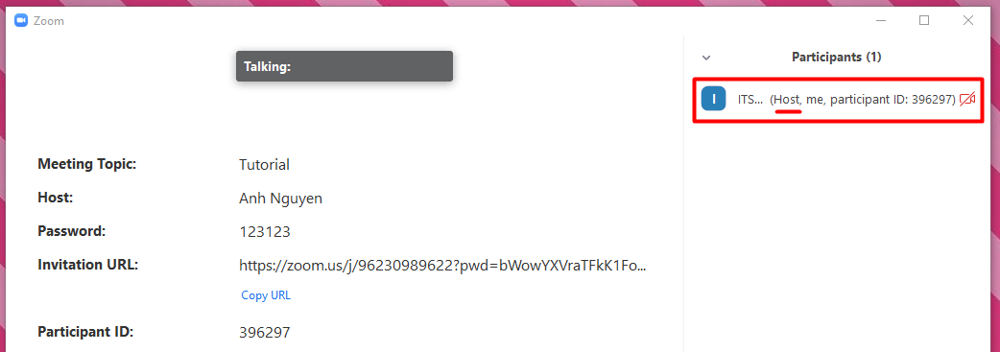 Zoom
Talking:
Meeting Topic: Tutorial
Host: Anh Nguyen
Password: 123123
Invitation URL: https://zoom.us/j/96230989622?pwd=bWowYXVraTFkK1Fo...
Copy URL
Participant ID: 396297
Participants (1)
I ITS... (Host, me, participant ID: 396297)